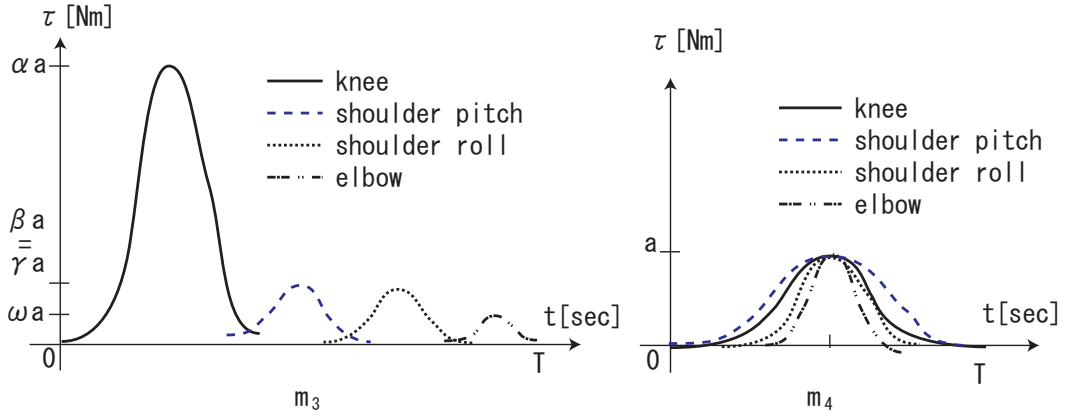 τ [Nm]
αa
knee
shoulder pitch
shoulder roll
elbow
βa
=
γa
ωa
t[sec]
0
T
m3
τ [Nm]
knee
shoulder pitch
shoulder roll
elbow
a
t[sec]
0
T
m4